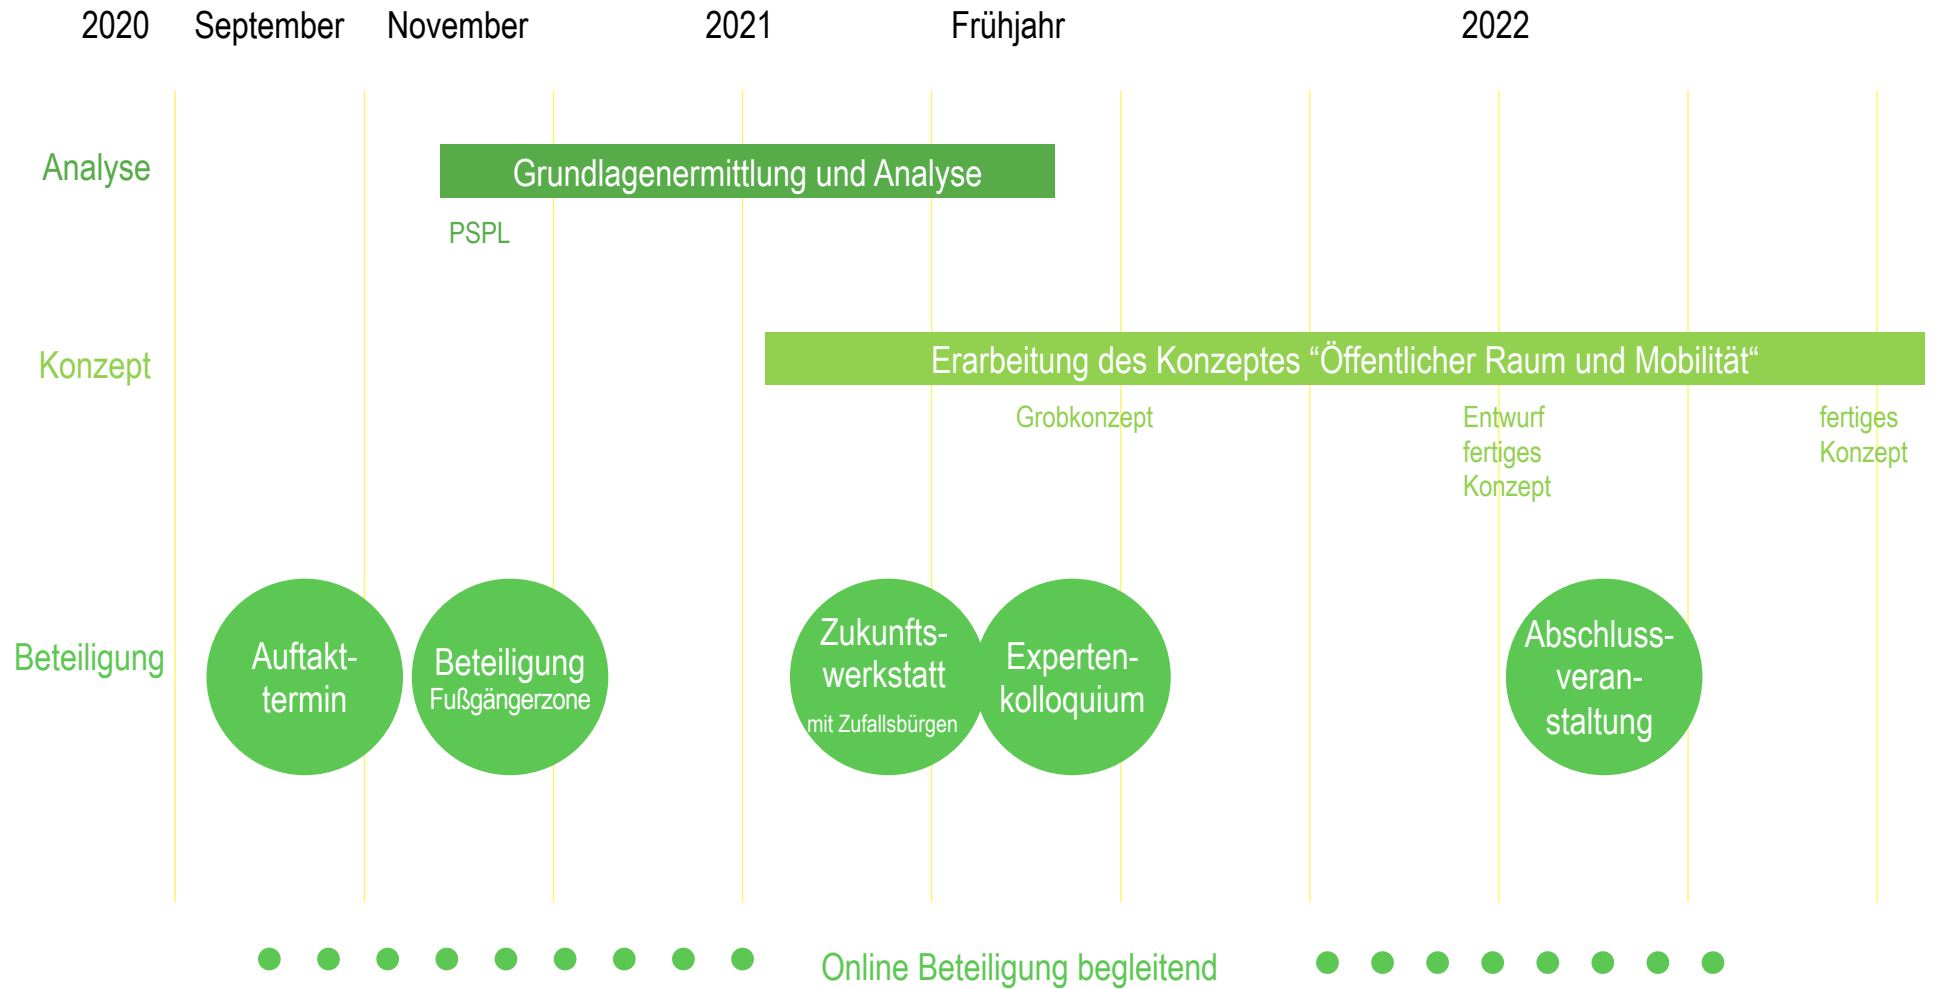 2020 September November 2021 Frühjahr 2022
Analyse
Grundlagenermittlung und Analyse
PSPL
Konzept
Erarbeitung des Konzeptes “Öffentlicher Raum und Mobilität“
Grobkonzept
Entwurf
fertiges
Konzept
fertiges
Konzept
Beteiligung
Auftakt-
termin
Beteiligung
Fußgängerzone
Zukunfts-
werkstatt
mit Zufallsbürgen
Experten-
kolloquium
Abschluss-
veran-
staltung
Online Beteiligung begleitend